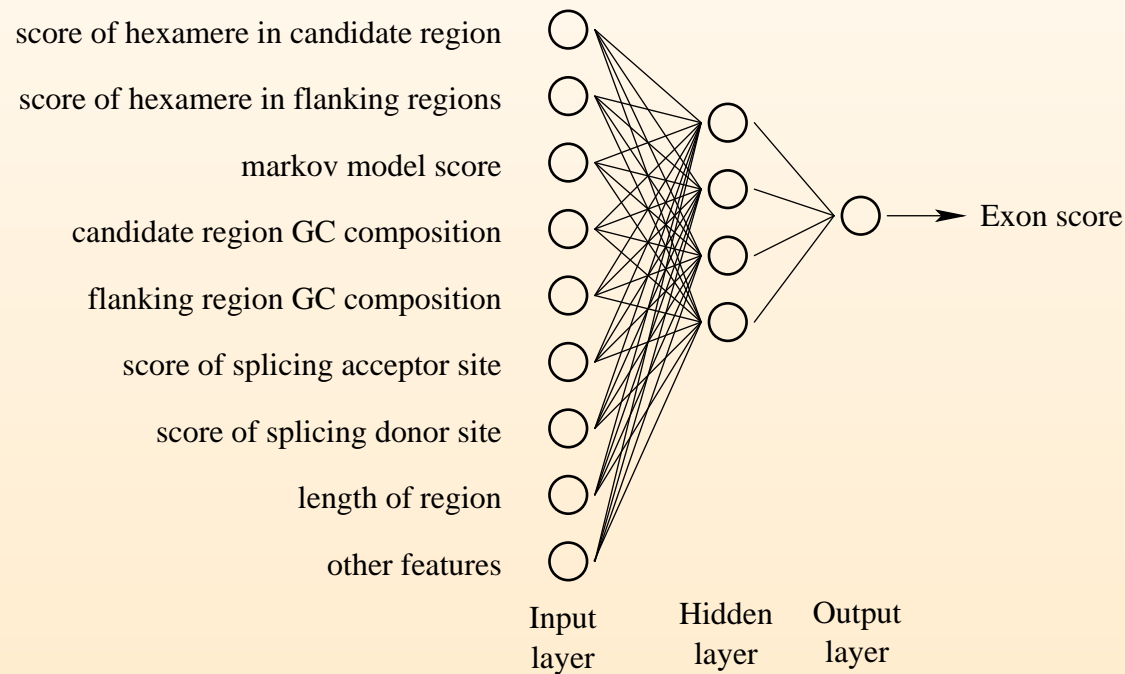 score of hexamere in candidate region
score of hexamere in flanking regions
markov model score
candidate region GC composition
flanking region GC composition
score of splicing acceptor site
score of splicing donor site
length of region
other features
Exon score
Input
layer
Hidden
layer
Output
layer